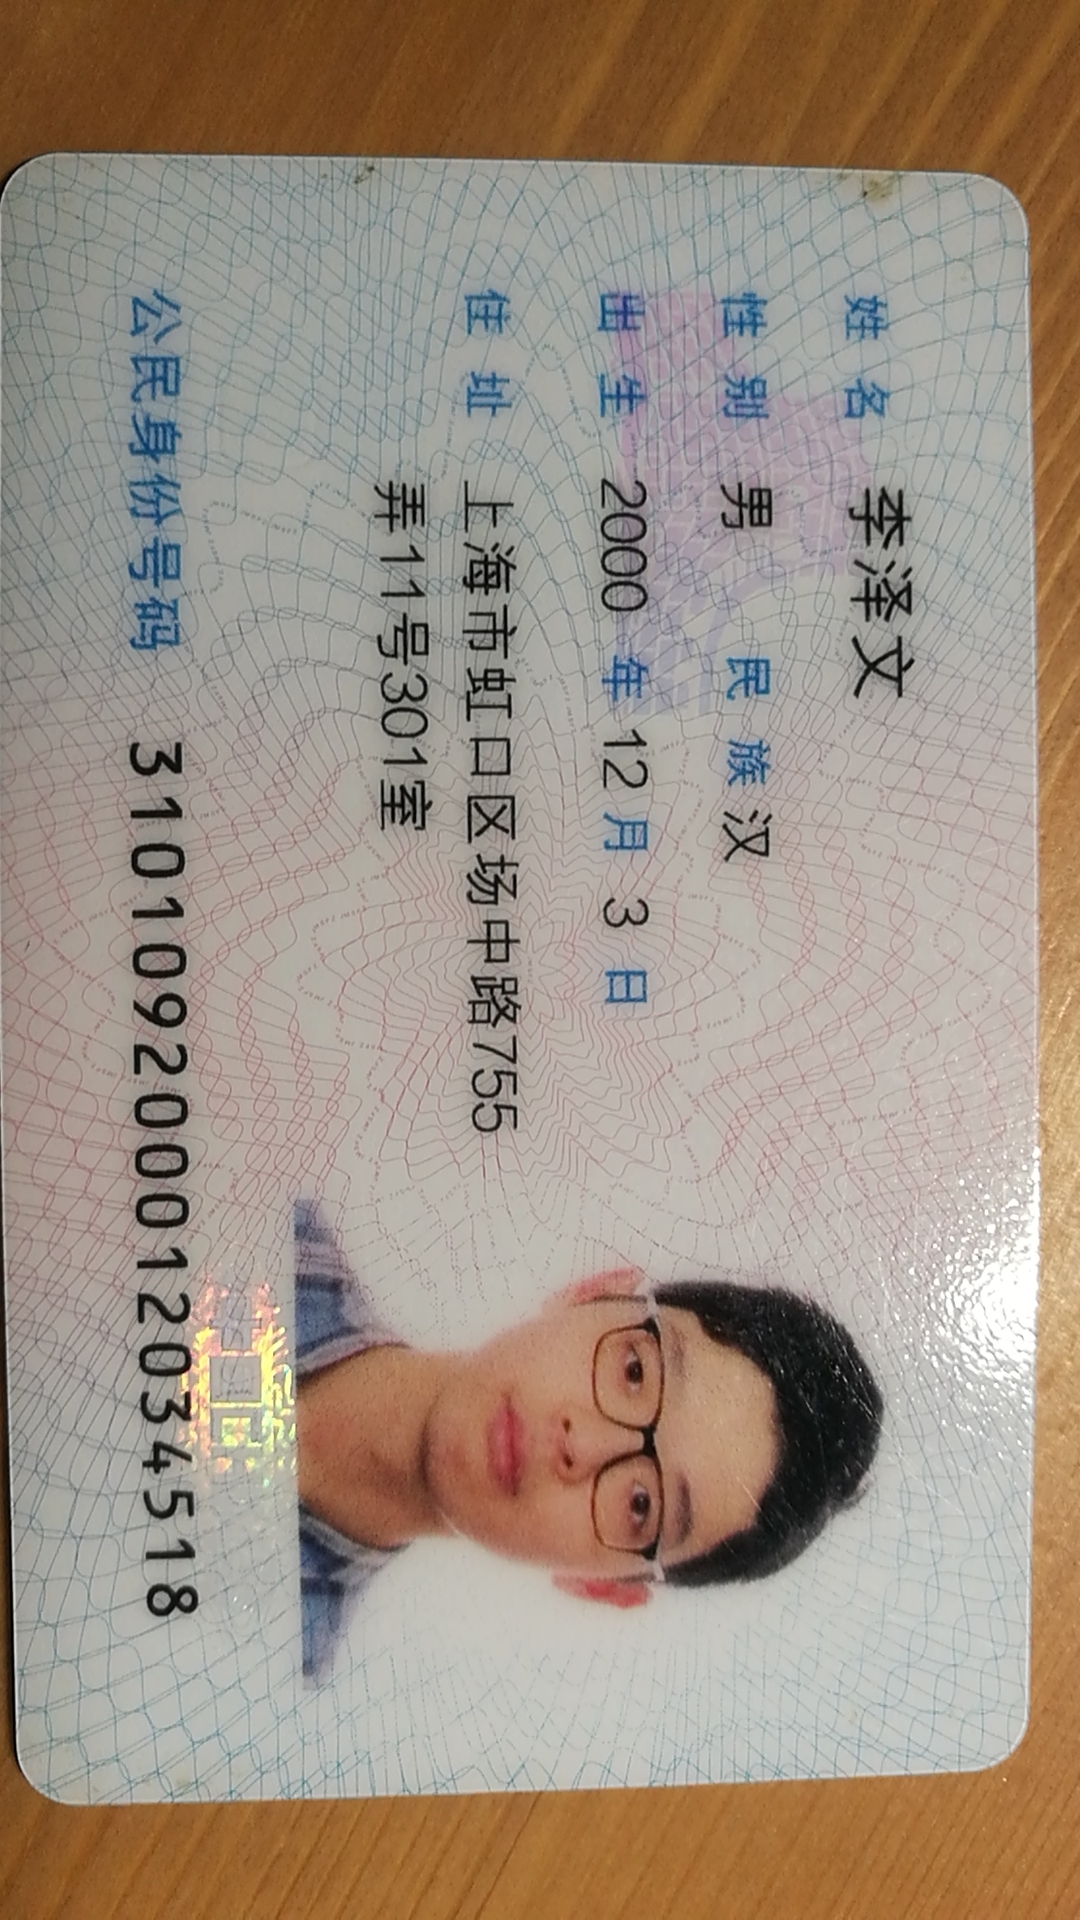 姓名 李泽文
性别 男 民族 汉
出生 2000 年 12 月 3 日
住址 上海市虹口区场中路755
弄11号301室
公民身份号码 310109200012034518